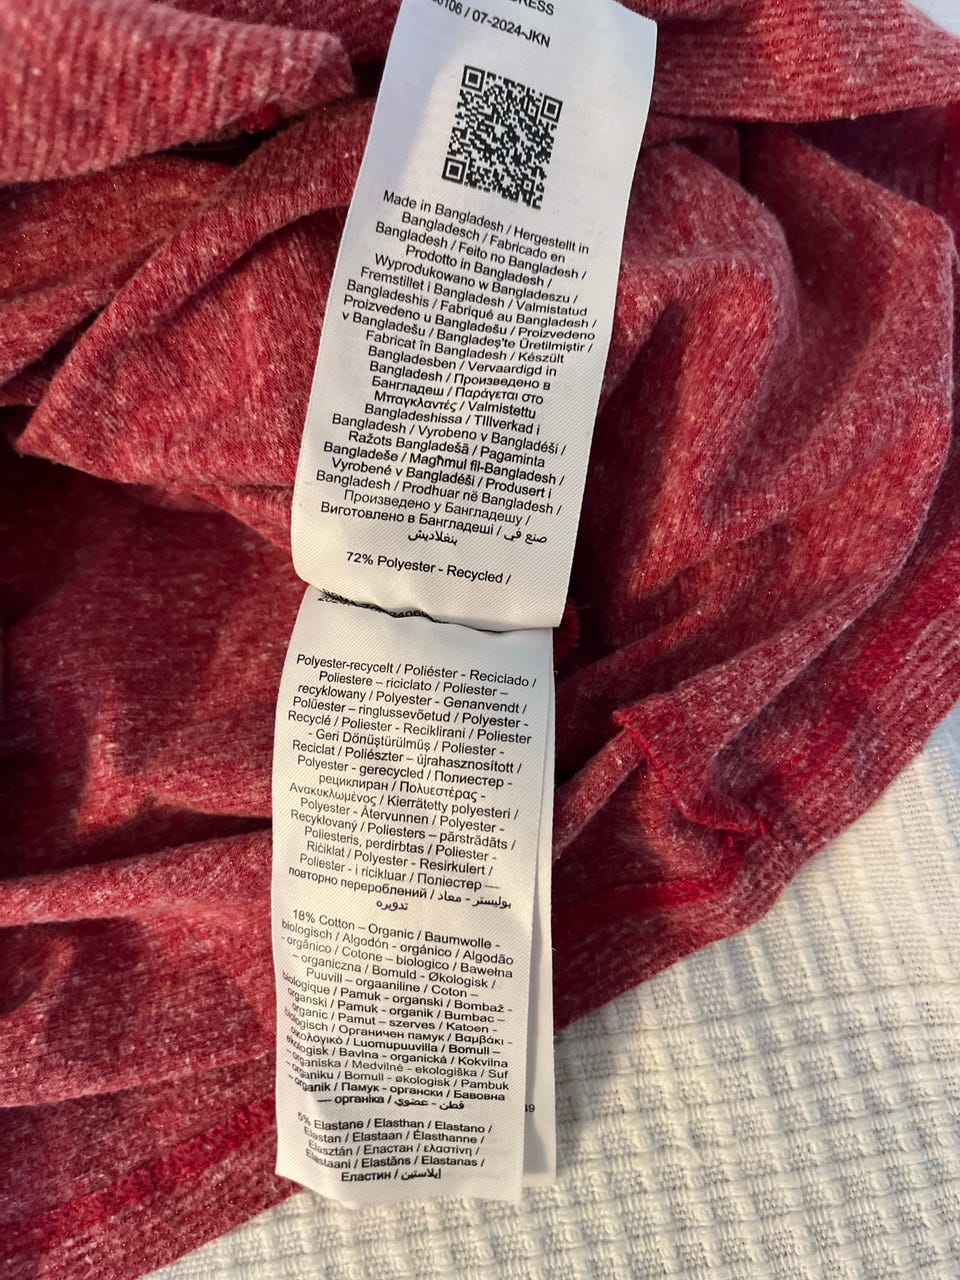 RESS
06106 / 07-2024-JKN
Made in Bangladesh / Hergestellt in
Bangladesch / Fabricado en
Bangladesh / Feito no Bangladesh /
Prodotto in Bangladesh /
Wyprodukowano w Bangladeszu /
Fremstillet i Bangladesh / Valmistatud
Bangladeshis / Fabriqué au Bangladesh /
Proizvedeno u Bangladešu / Proizvedeno
v Bangladešu / Bangladeş'te Üretilmiştir /
Fabricat în Bangladesh / Készült
Bangladesben / Vervaardigd in
Bangladesh / Произведено в
Бангладеш / Παράγεται στο
Μπαγκλαντές / Valmistettu
Bangladeshissa / TIllverkad i
Bangladesh / Vyrobeno v Bangladéši /
Ražots Bangladešā / Pagaminta
Bangladeše / Magħmul fil-Bangladesh /
Vyrobené v Bangladéši / Produsert i
Bangladesh / Prodhuar në Bangladesh /
Произведено у Бангладешу /
Виготовлено в Бангладеші / صنع في
بنغلاديش
72% Polyester - Recycled /
Polyester-recycelt / Poliéster - Reciclado /
Poliestere – riciclato / Poliester –
recyklowany / Polyester - Genanvendt /
Polüester – ringlussevõetud / Polyester -
Recyclé / Poliester - Reciklirani / Poliester
- Geri Dönüştürülmüş / Poliester -
Reciclat / Poliészter – újrahasznosított /
Polyester - gerecycled / Полиестер -
рециклиран / Πολυεστέρας -
Ανακυκλωμένος / Kierrätetty polyesteri /
Polyester - Återvunnen / Polyester -
Recyklovaný / Poliesters – pārstrādāts /
Poliesteris, perdirbtas / Poliester -
Riċiklat / Polyester - Resirkulert /
Poliester - i ricikluar / Полiестер —
повторно перероблений / بوليستر - معاد
تدويره
18% Cotton – Organic / Baumwolle -
biologisch / Algodón - orgánico / Algodão
- orgânico / Cotone – biologico / Bawełna
– organiczna / Bomuld - Økologisk /
Puuvill – orgaaniline / Coton –
biologique / Pamuk - organski / Bombaž -
organski / Pamuk - organik / Bumbac –
organic / Pamut – szerves / Katoen -
biologisch / Органичен памук / Βαμβάκι -
οικολογικό / Luomupuuvilla / Bomull –
ekologisk / Bavlna - organická / Kokvilna
– organiska / Medvilnė - ekologiška / Suf
– organiku / Bomull - økologisk / Pambuk
– organik / Памук - органски / Бавовна
— органіка / قطن - عضوي
5% Elastane / Elasthan / Elastano /
Elastan / Elastaan / Élasthanne /
Elasztán / Еластан / ελαστίνη /
Elastaani / Elastāns / Elastanas /
Еластин / إيلاستين
49